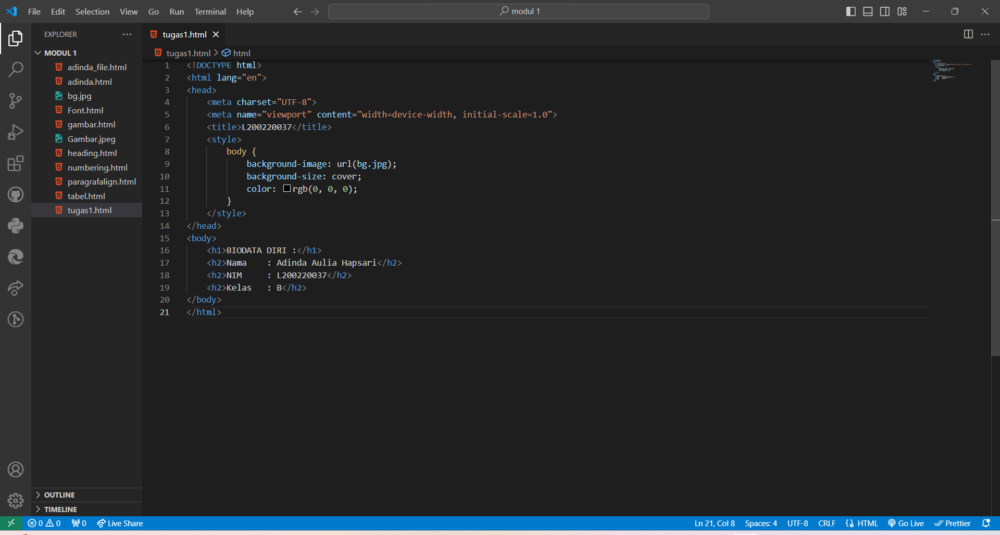 File Edit Selection View Go Run Terminal Help
modul 1
EXPLORER
MODUL 1
adinda_file.html
adinda.html
bg.jpg
Font.html
gambar.html
Gambar.jpeg
heading.html
numbering.html
paragrafalign.html
tabel.html
tugas1.html
OUTLINE
TIMELINE
tugas1.html
tugas1.html > html
1 <!DOCTYPE html>
2 <html lang="en">
3 <head>
4     <meta charset="UTF-8">
5     <meta name="viewport" content="width=device-width, initial-scale=1.0">
6     <title>L200220037</title>
7     <style>
8         body {
9             background-image: url(bg.jpg);
10             background-size: cover;
11             color: rgb(0, 0, 0);
12         }
13     </style>
14 </head>
15 <body>
16     <h1>BIODATA DIRI :</h1>
17     <h2>Nama    : Adinda Aulia Hapsari</h2>
18     <h2>NIM     : L200220037</h2>
19     <h2>Kelas   : B</h2>
20 </body>
21 </html>
0 0 0 Live Share Ln 21, Col 8 Spaces: 4 UTF-8 CRLF HTML Go Live Prettier